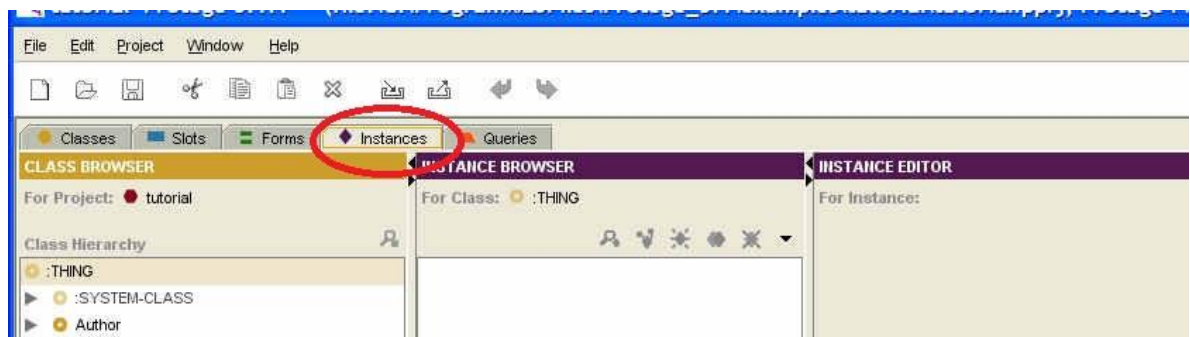 File Edit Project Window Help
Classes Slots Forms Instances Queries
CLASS BROWSER INSTANCE BROWSER INSTANCE EDITOR
For Project: tutorial For Class: :THING For Instance:
Class Hierarchy
:THING
:SYSTEM-CLASS
Author